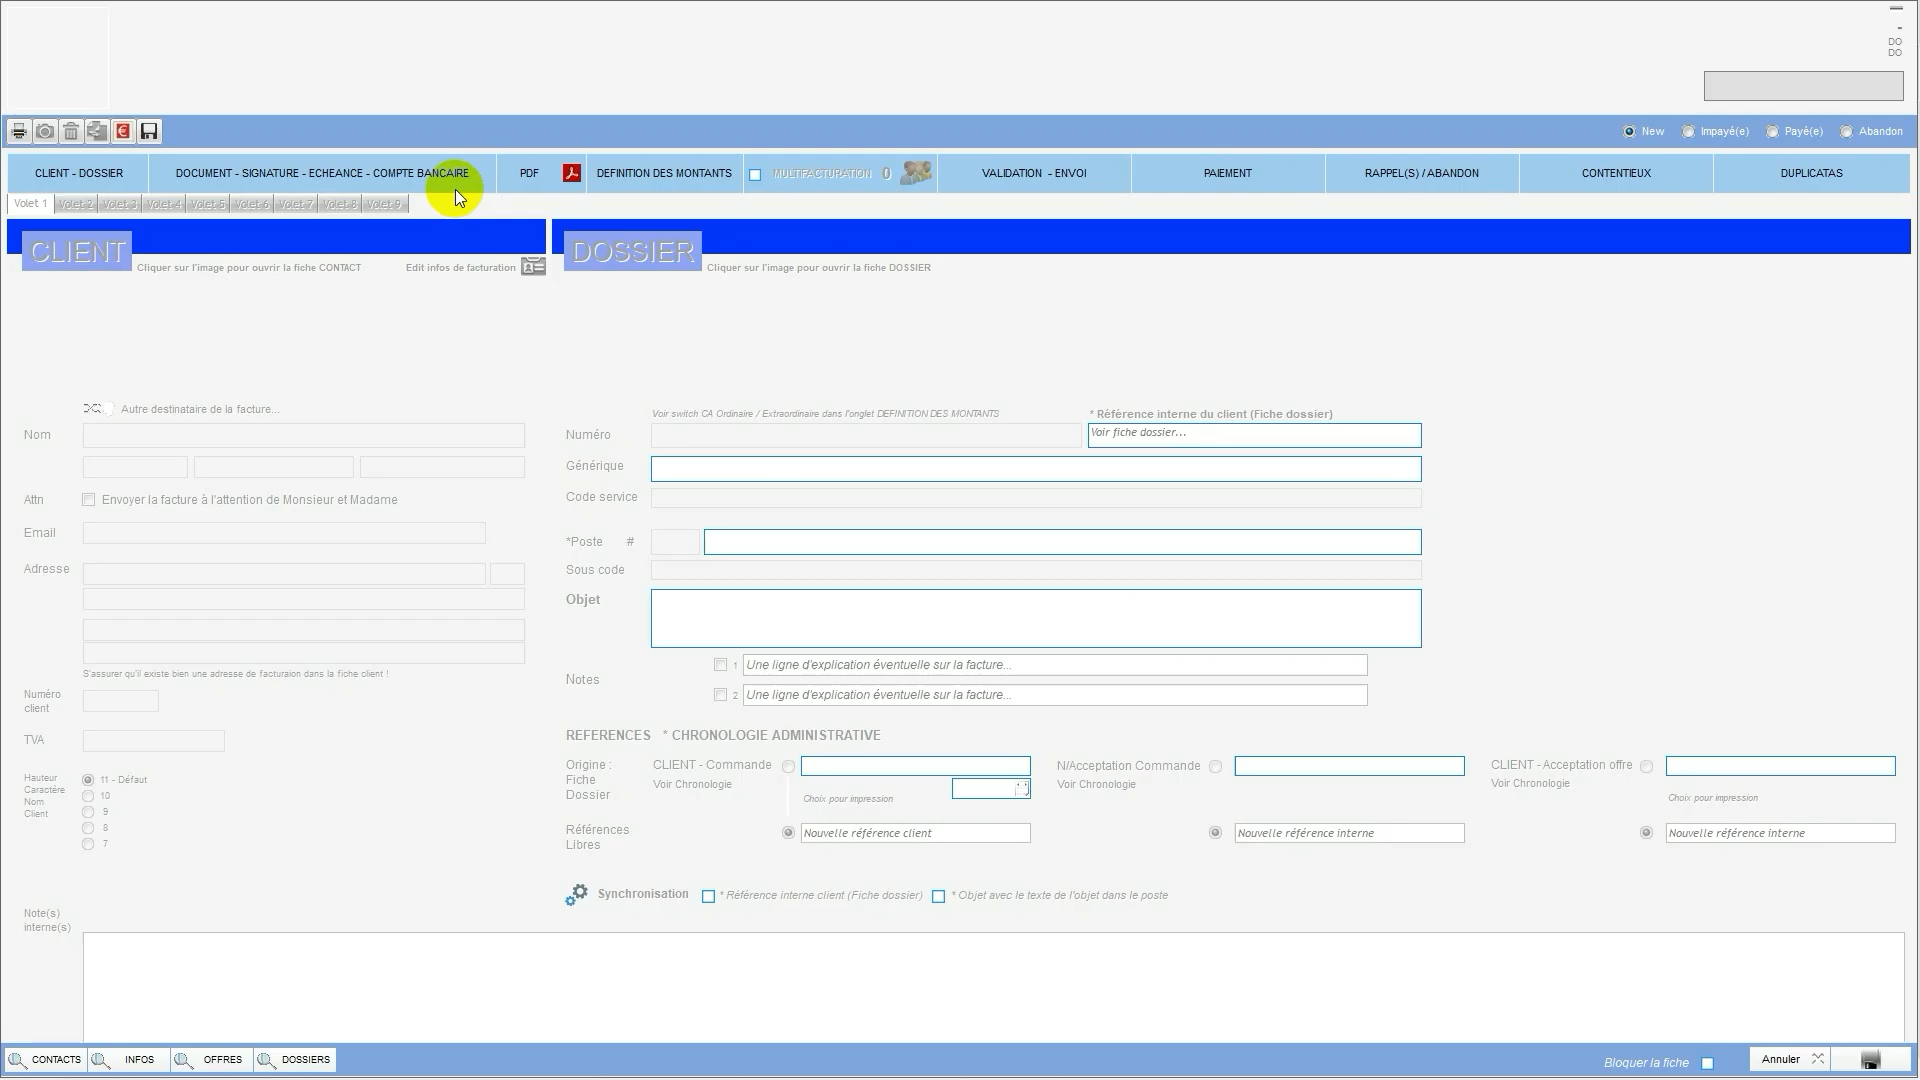 DO
DO
New
Impayé(e)
Payé(e)
Abandon
CLIENT - DOSSIER
DOCUMENT - SIGNATURE - ECHEANCE - COMPTE BANCAIRE
PDF
DEFINITION DES MONTANTS
MULTIFACTURATION 0
VALIDATION - ENVOI
PAIEMENT
RAPPEL(S) / ABANDON
CONTENTIEUX
DUPLICATAS
Volet 1 Volet 2 Volet 3 Volet 4 Volet 5 Volet 6 Volet 7 Volet 8 Volet 9
CLIENT
Cliquer sur l'image pour ouvrir la fiche CONTACT
Edit infos de facturation
DOSSIER
Cliquer sur l'image pour ouvrir la fiche DOSSIER
Autre destinataire de la facture...
Nom
Attn
Envoyer la facture à l'attention de Monsieur et Madame
Email
Adresse
S'assurer qu'il existe bien une adresse de facturaion dans la fiche client !
Numéro
client
TVA
Hauteur
Caractère
Nom
Client
11 - Défaut
10
9
8
7
Voir switch CA Ordinaire / Extraordinaire dans l'onglet DEFINITION DES MONTANTS
* Référence interne du client (Fiche dossier)
Numéro
Voir fiche dossier...
Générique
Code service
*Poste #
Sous code
Objet
Notes
1 Une ligne d'explication éventuelle sur la facture...
2 Une ligne d'explication éventuelle sur la facture...
REFERENCES * CHRONOLOGIE ADMINISTRATIVE
Origine :
Fiche
Dossier
CLIENT - Commande
Voir Chronologie
Choix pour impression
N/Acceptation Commande
Voir Chronologie
CLIENT - Acceptation offre
Voir Chronologie
Choix pour impression
Références
Libres
Nouvelle référence client
Nouvelle référence interne
Nouvelle référence interne
Synchronisation
* Référence interne client (Fiche dossier)
* Objet avec le texte de l'objet dans le poste
Note(s)
interne(s)
CONTACTS
INFOS
OFFRES
DOSSIERS
Bloquer la fiche
Annuler